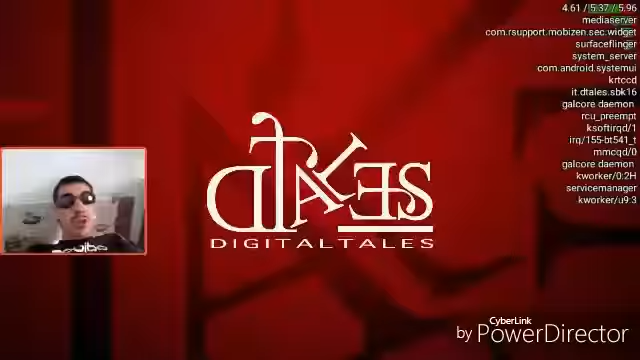 4.61 / 5.37 / 5.96
mediaserver
com.rsupport.mobizen.sec.widget
surfaceflinger
system_server
com.android.systemui
krtccd
it.dtales.sbk16
galcore daemon
rcu_preempt
ksoftirqd/1
irq/155-bt541_t
mmcqd/0
galcore daemon
kworker/0:2H
servicemanager
kworker/u9:3
DTALES
DIGITALTALES
CyberLink
by PowerDirector